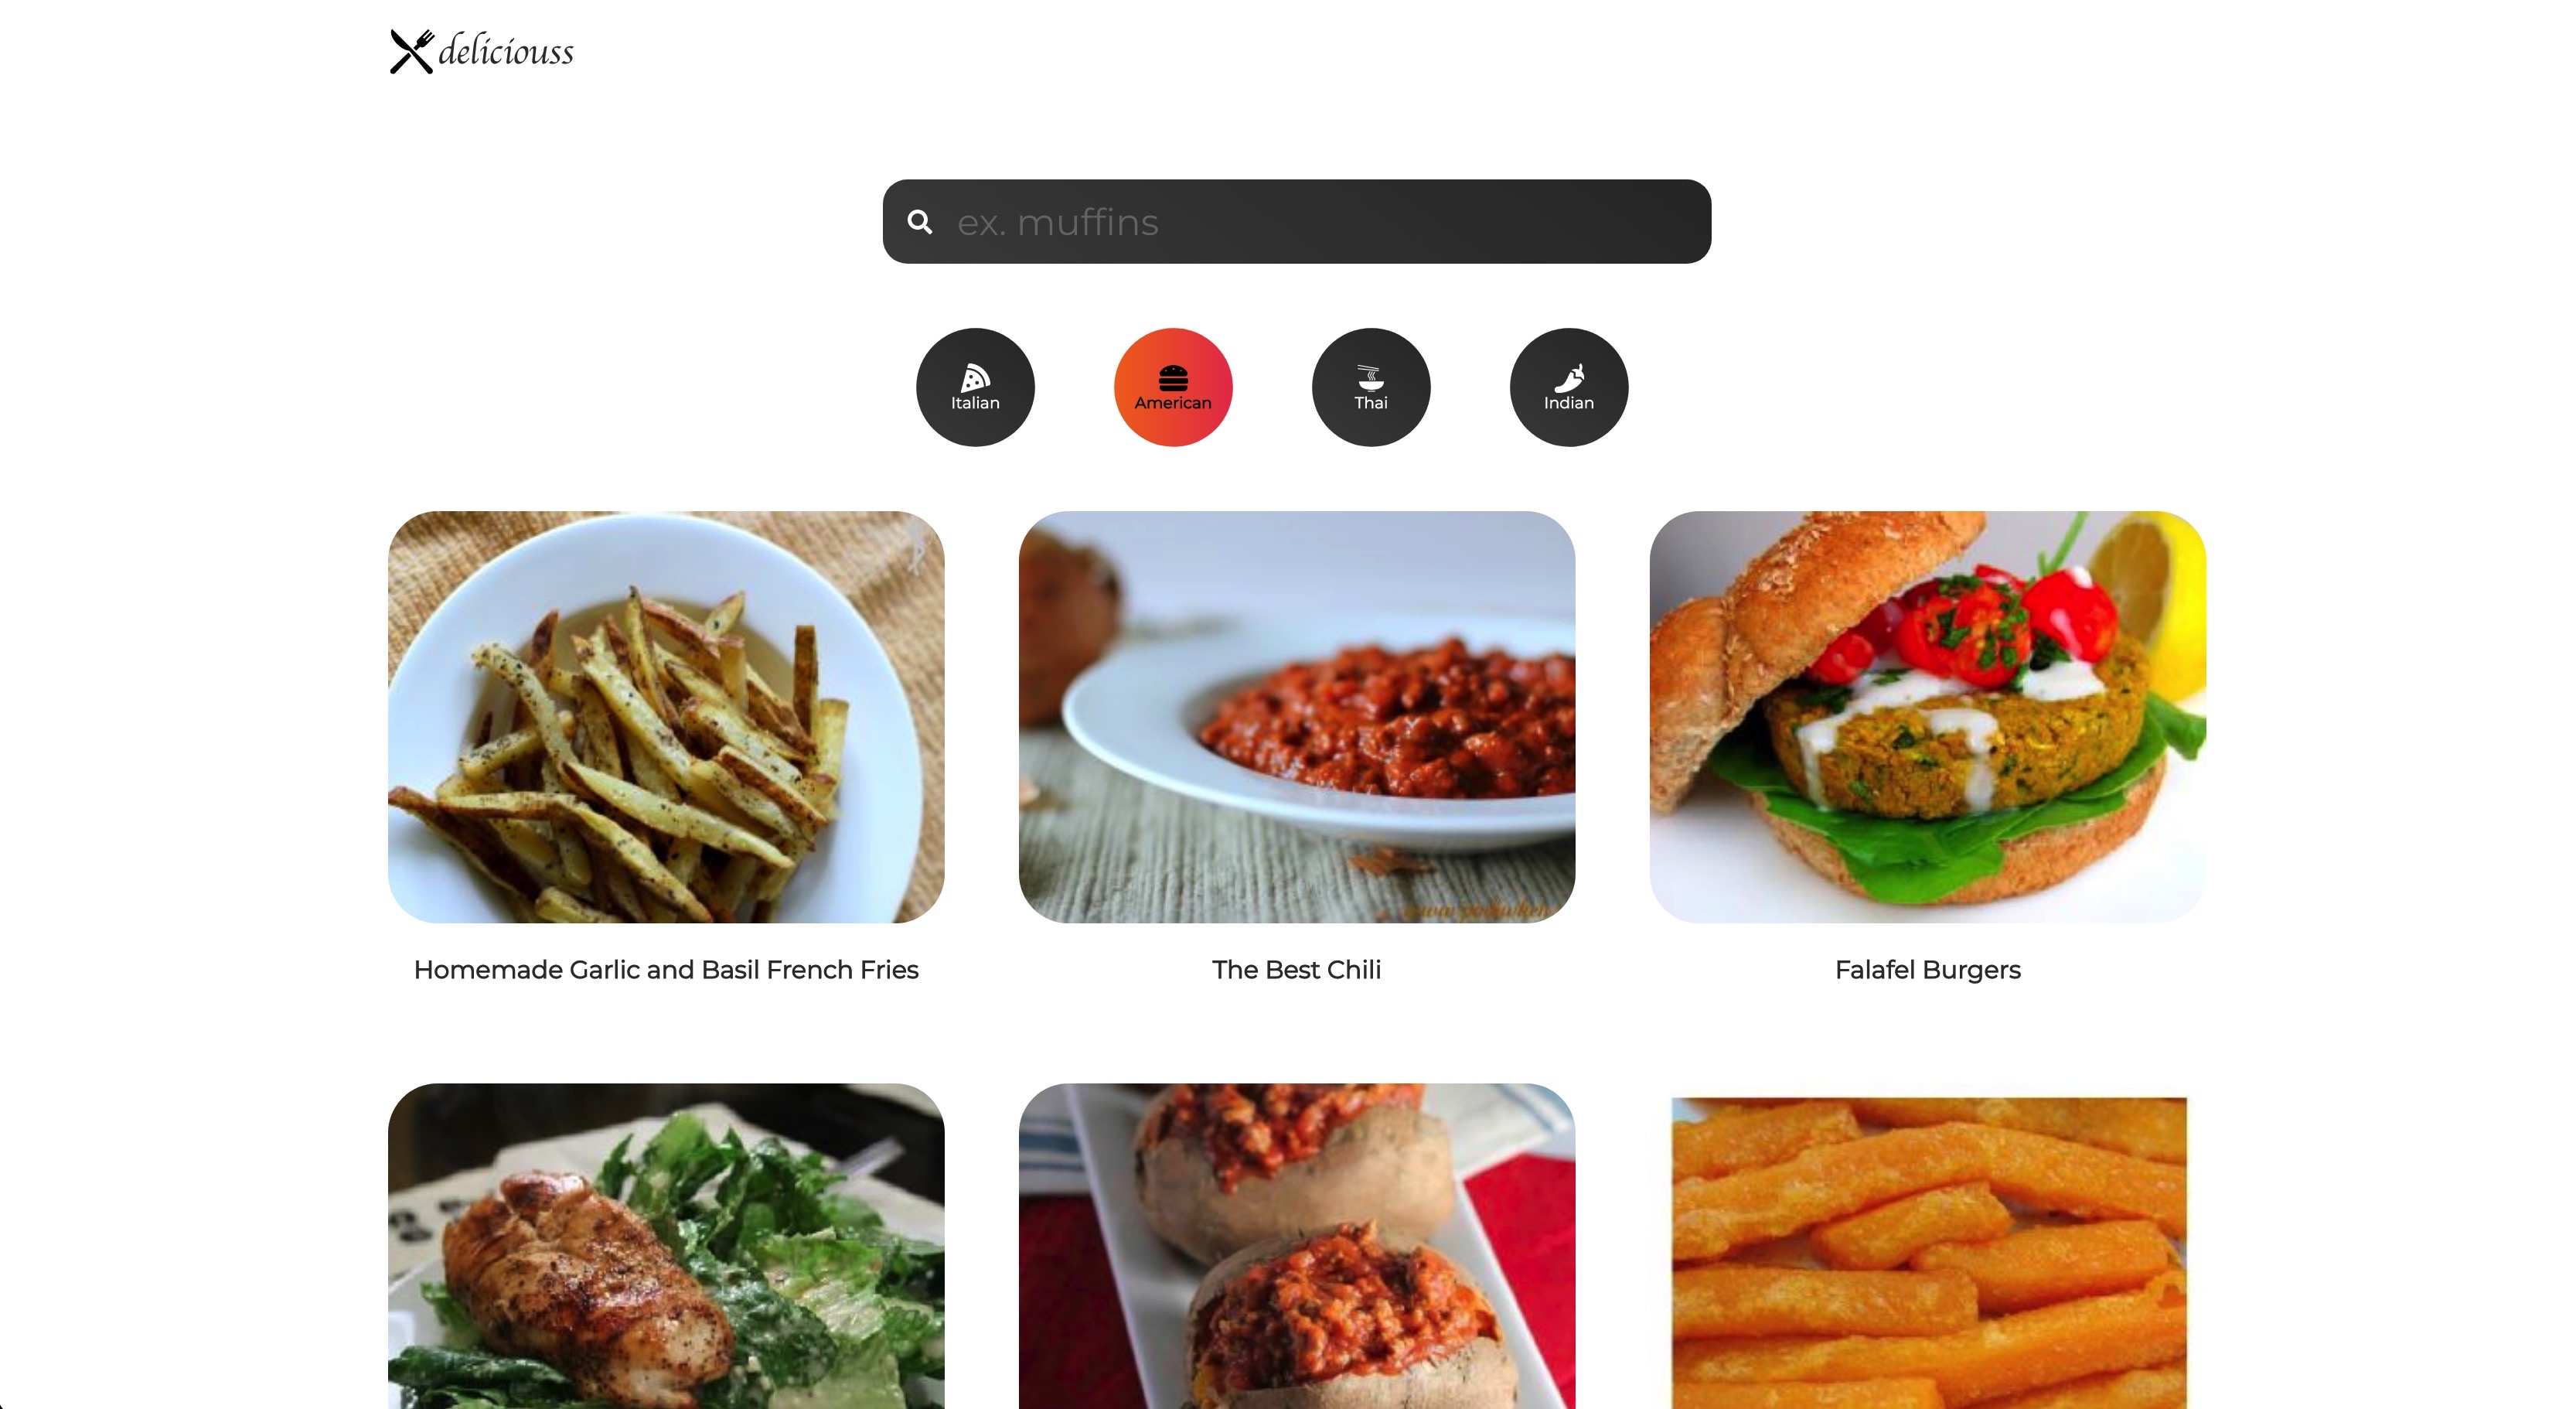 deliciouss
ex. muffins
Italian
American
Thai
Indian
Homemade Garlic and Basil French Fries
The Best Chili
Falafel Burgers